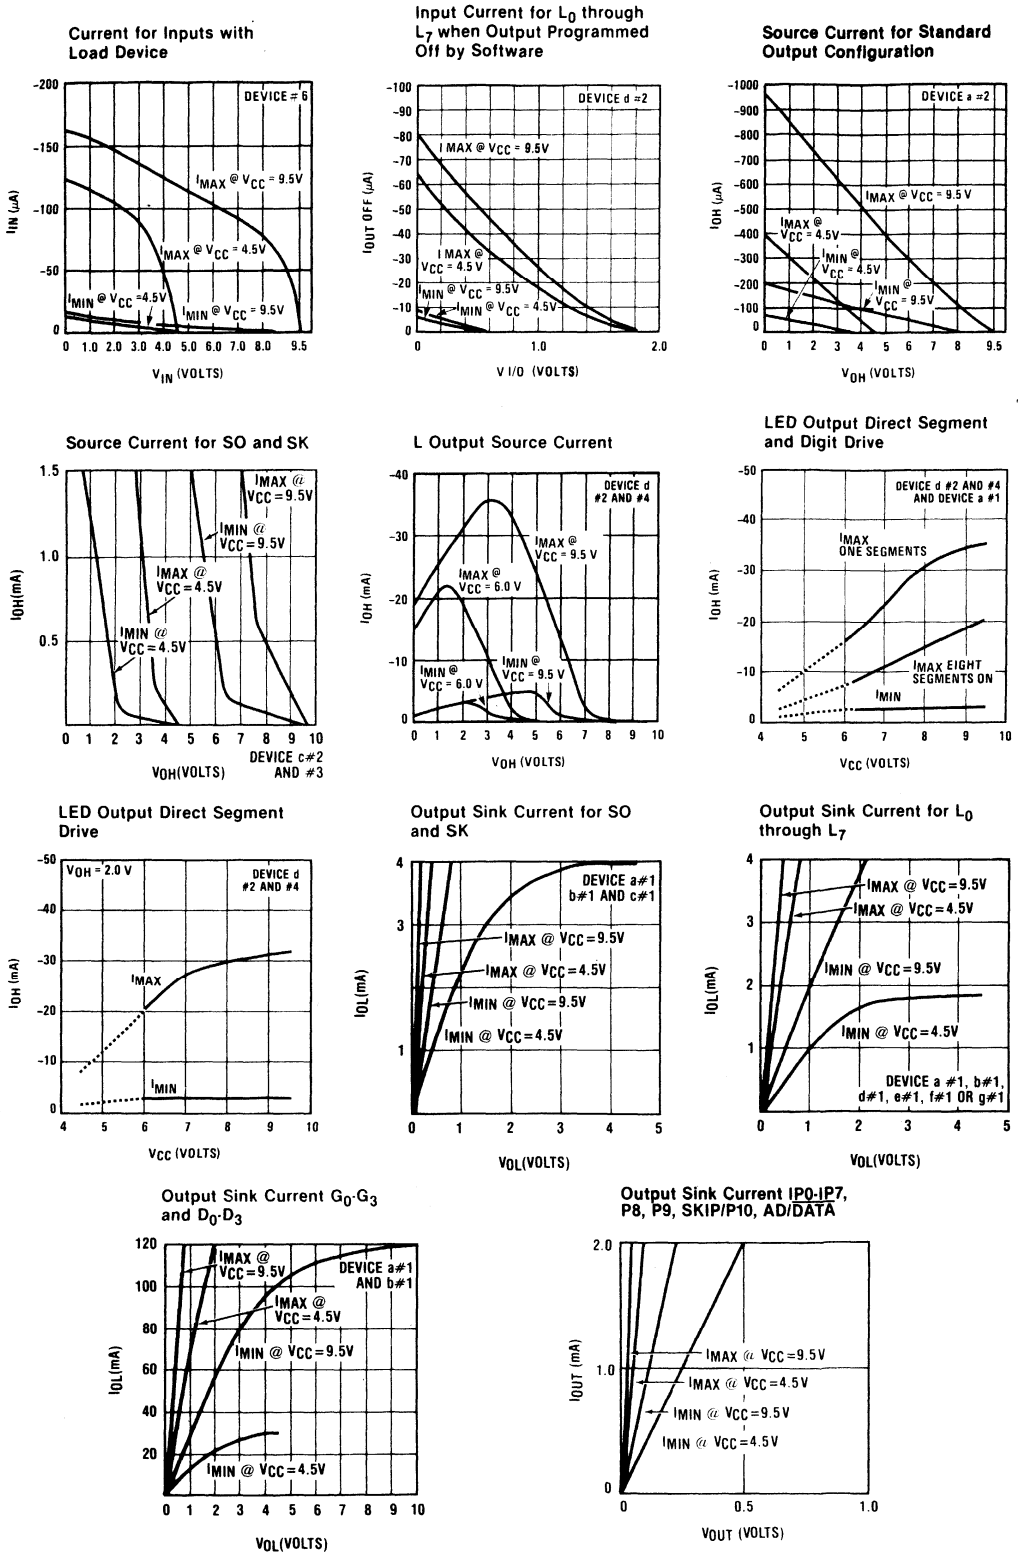 Current for Inputs with
Load Device
-200
-150
-100
-50
0
IIN (μA)
DEVICE #6
IMAX @ VCC = 9.5V
IMAX @ VCC = 4.5V
IMIN @ VCC = 4.5V
IMIN @ VCC = 9.5V
0 1.0 2.0 3.0 4.0 5.0 6.0 7.0 8.0 9.5
VIN (VOLTS)
Input Current for L0 through
L7 when Output Programmed
Off by Software
-100
-90
-80
-70
-60
-50
-40
-30
-20
-10
0
IOUT OFF (μA)
DEVICE d #2
I MAX @ VCC = 9.5V
I MAX @
VCC = 4.5 V
IMIN @ VCC = 9.5V
IMIN @ VCC = 4.5V
0 1.0 2.0
V I/O (VOLTS)
Source Current for Standard
Output Configuration
-1000
-900
-800
-700
-600
-500
-400
-300
-200
-100
0
IOH (μA)
DEVICE a #2
IMAX @ VCC = 9.5V
IMAX @
VCC = 4.5V
IMIN @
VCC = 4.5V
IMIN @
VCC = 9.5V
0 1 2 3 4 5 6 7 8 9.5
VOH (VOLTS)
Source Current for SO and SK
1.5
1.0
0.5
IOH(mA)
IMAX @
VCC = 9.5V
IMIN @
VCC = 9.5V
IMAX @
VCC = 4.5V
IMIN @
VCC = 4.5V
0 1 2 3 4 5 6 7 8 9 10
VOH(VOLTS)
DEVICE c#2
AND #3
L Output Source Current
-40
-30
-20
-10
0
IOH (mA)
DEVICE d
#2 AND #4
IMAX @
VCC = 9.5 V
IMAX @
VCC = 6.0 V
IMIN @
VCC = 6.0V
IMIN @
VCC = 9.5 V
0 1 2 3 4 5 6 7 8 9 10
VOH (VOLTS)
LED Output Direct Segment
and Digit Drive
-50
-40
-30
-20
-10
0
IOH (mA)
DEVICE d #2 AND #4
AND DEVICE a #1
IMAX
ONE SEGMENTS
IMAX EIGHT
SEGMENTS ON
IMIN
4 5 6 7 8 9 10
VCC (VOLTS)
LED Output Direct Segment
Drive
-50
-40
-30
-20
-10
0
IOH (mA)
VOH = 2.0 V
DEVICE d
#2 AND #4
IMAX
IMIN
4 5 6 7 8 9 10
VCC (VOLTS)
Output Sink Current for SO
and SK
4
3
2
1
IOL(mA)
DEVICE a#1
b#1 AND c#1
IMAX @ VCC=9.5V
IMAX @ VCC=4.5V
IMIN @ VCC=9.5V
IMIN @ VCC=4.5V
0 1 2 3 4 5
VOL(VOLTS)
Output Sink Current for L0
through L7
4
3
2
1
IOL(mA)
IMAX @ VCC=9.5V
IMAX @ VCC=4.5V
IMIN @ VCC=9.5V
IMIN @ VCC=4.5V
DEVICE a #1, b#1,
d#1, e#1, f#1 OR g#1
0 1 2 3 4 5
VOL(VOLTS)
Output Sink Current G0-G3
and D0-D3
120
100
80
60
40
20
IOL(mA)
IMAX @
VCC=9.5V
DEVICE a#1
AND b#1
IMAX @
VCC=4.5V
IMIN @ VCC=9.5V
IMIN @ VCC=4.5V
0 1 2 3 4 5 6 7 8 9 10
VOL(VOLTS)
Output Sink Current IP0-IP7,
P8, P9, SKIP/P10, AD/DATA
2.0
1.0
0
IOUT (mA)
IMAX @ VCC=9.5V
IMAX @ VCC=4.5V
IMIN @ VCC=9.5V
IMIN @ VCC=4.5V
0 0.5 1.0
VOUT (VOLTS)